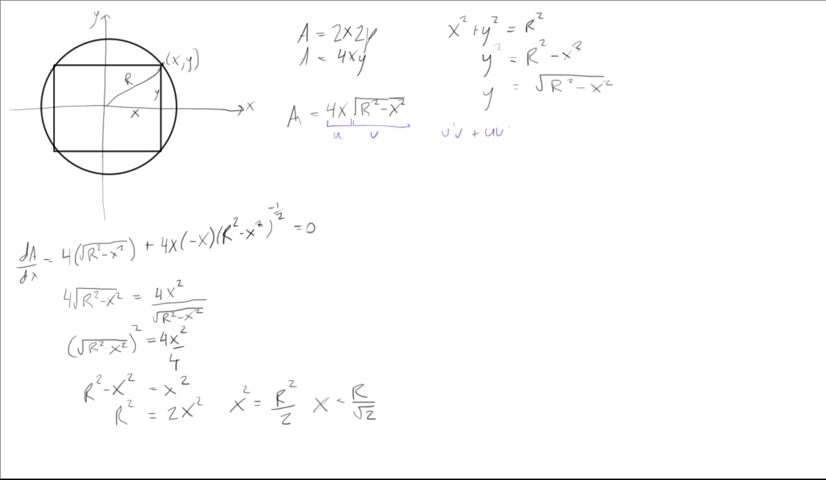 y
(x,y)
R
y
x
x
A = 2x2y
A = 4xy
A = 4x√(R²-x²)
u v
x² + y² = R²
y² = R² - x²
y = √(R² - x²)
u'v + uv'
dA/dx = 4(√(R²-x²)) + 4x(-x)(R²-x²)^(-1/2) = 0
4√(R²-x²) = 4x²/√(R²-x²)
(√(R²-x²))² = 4x²/4
R²-x² = x²
R² = 2x² x² = R²/2 x = R/√2